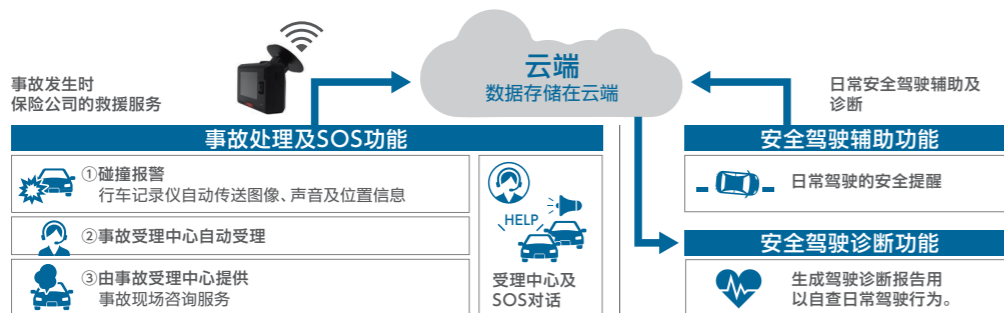 事故发生时
保险公司的救援服务
云端
数据存储在云端
日常安全驾驶辅助及
诊断
事故处理及SOS功能
①碰撞报警
行车记录仪自动传送图像、声音及位置信息
②事故受理中心自动受理
③由事故受理中心提供
事故现场咨询服务
HELP
受理中心及
SOS对话
安全驾驶辅助功能
日常驾驶的安全提醒
安全驾驶诊断功能
生成驾驶诊断报告用
以自查日常驾驶行为。